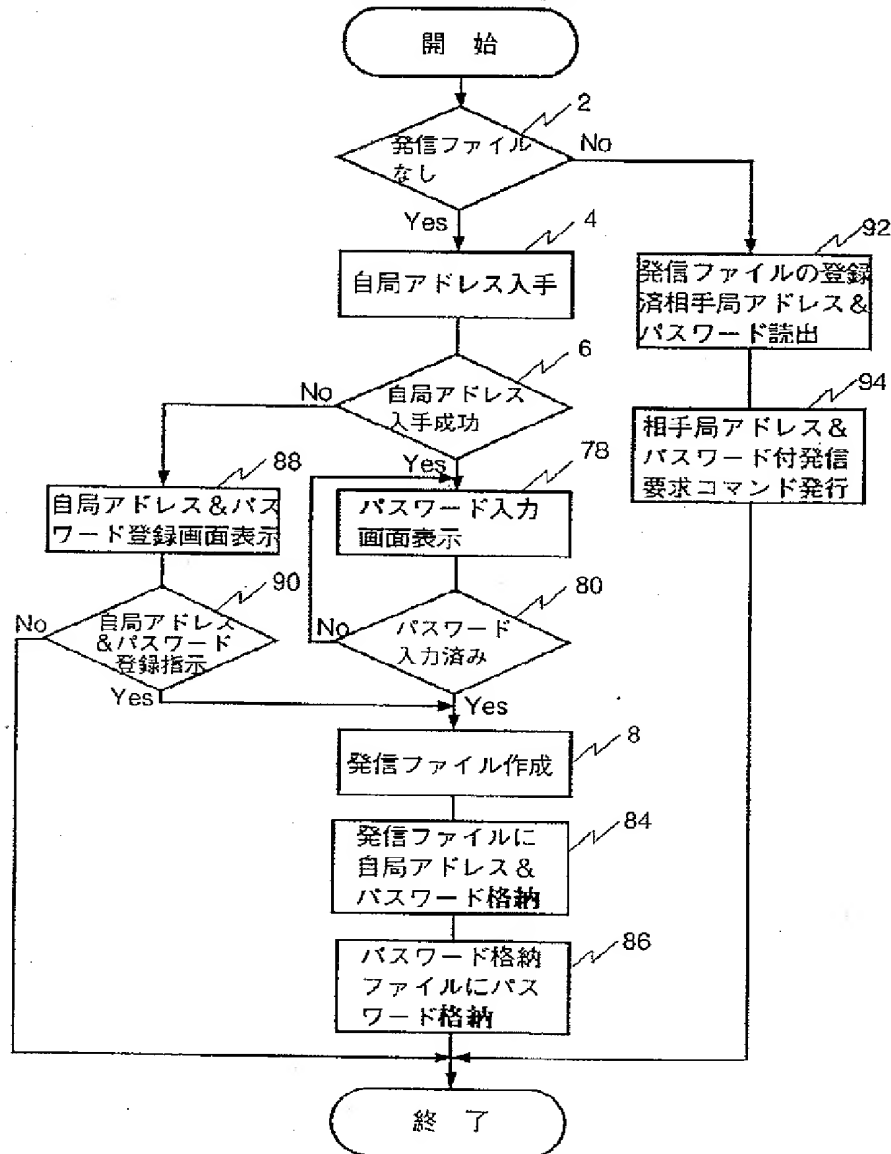 開 始
2
発信ファイル
なし
No
Yes
4
自局アドレス入手
92
発信ファイルの登録
済相手局アドレス&
パスワード読出
6
自局アドレス
入手成功
No
Yes
94
相手局アドレス&
パスワード付発信
要求コマンド発行
88
自局アドレス&パス
ワード登録画面表示
78
パスワード入力
画面表示
90
自局アドレス
&パスワード
登録指示
No
Yes
80
パスワード
入力済み
No
Yes
8
発信ファイル作成
84
発信ファイルに
自局アドレス&
パスワード格納
86
パスワード格納
ファイルにパス
ワード格納
終 了